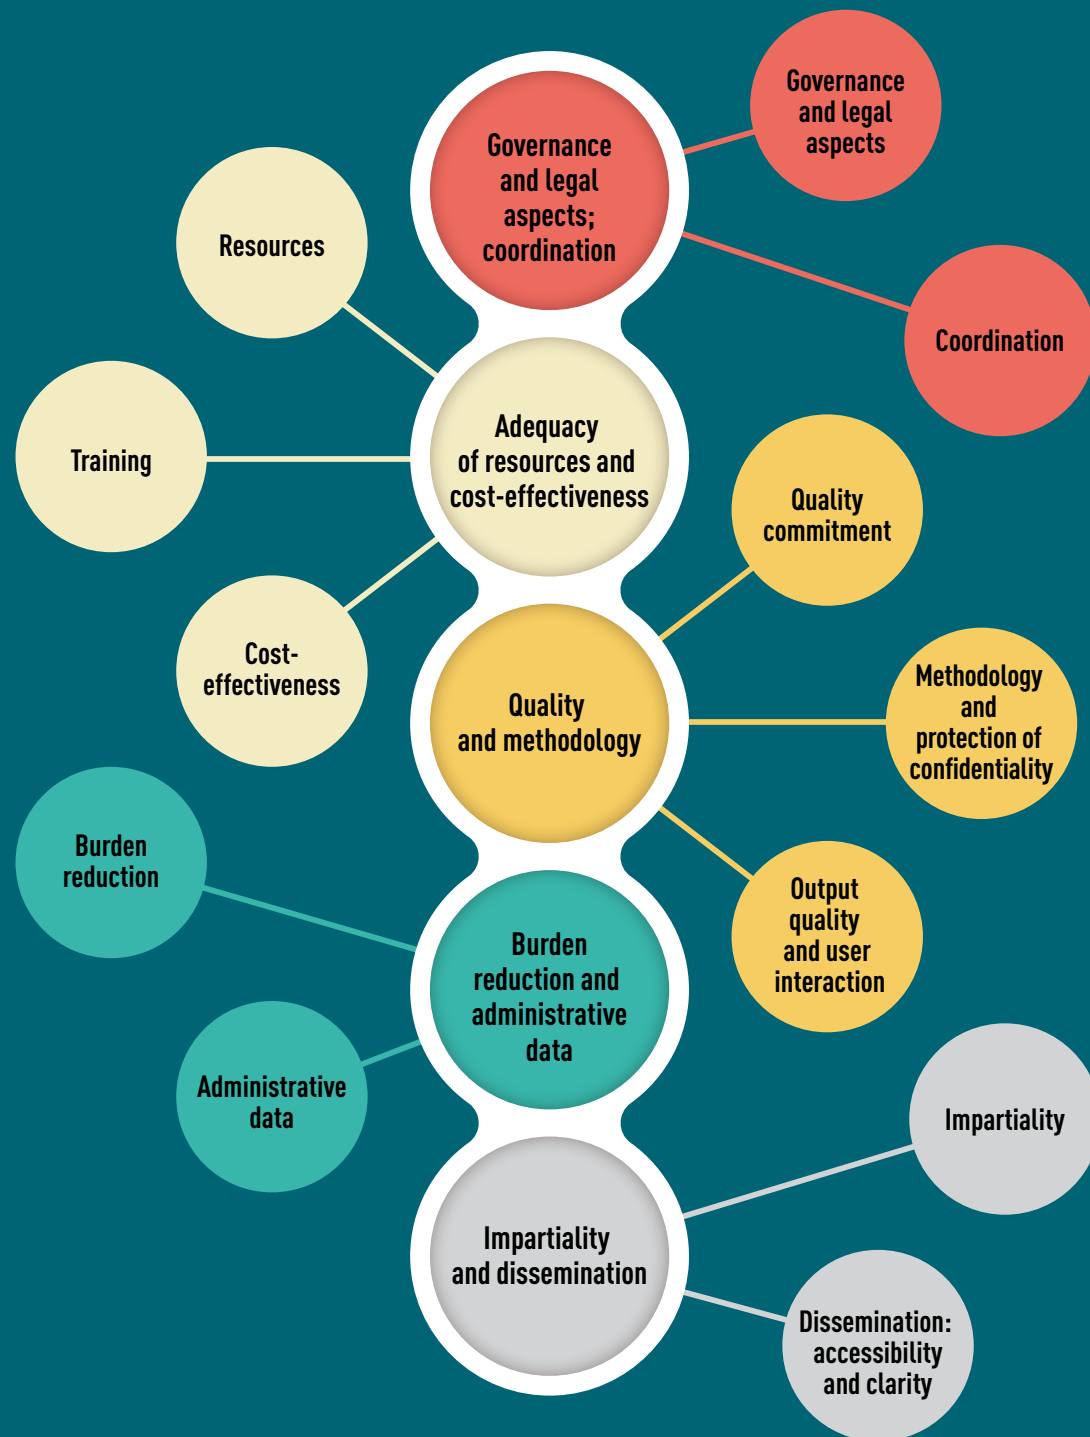 Governance
and legal
aspects;
coordination
Governance
and legal
aspects
Coordination
Resources
Training
Cost-
effectiveness
Adequacy
of resources and
cost-effectiveness
Quality
and methodology
Quality
commitment
Methodology
and
protection of
confidentiality
Output
quality
and user
interaction
Burden
reduction
Administrative
data
Burden
reduction and
administrative
data
Impartiality
and dissemination
Impartiality
Dissemination:
accessibility
and clarity